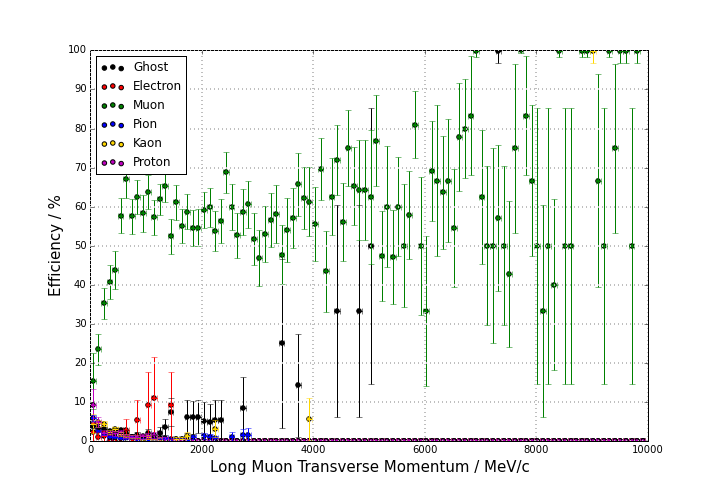 100
90
80
70
60
50
40
30
20
10
0
Efficiency / %
Ghost
Electron
Muon
Pion
Kaon
Proton
0 2000 4000 6000 8000 10000
Long Muon Transverse Momentum / MeV/c